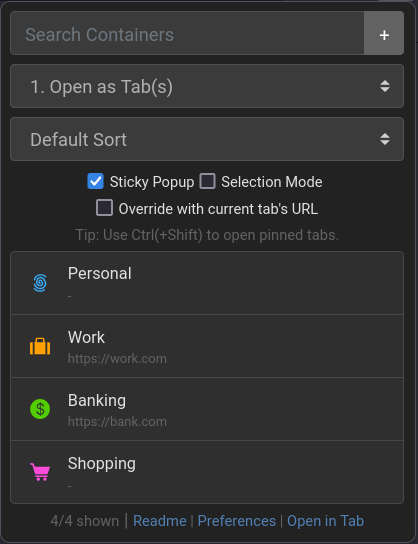 Search Containers +
1. Open as Tab(s)
Default Sort
Sticky Popup Selection Mode
Override with current tab's URL
Tip: Use Ctrl(+Shift) to open pinned tabs.
Personal
-
Work
https://work.com
$ Banking
https://bank.com
Shopping
-
4/4 shown | Readme | Preferences | Open in Tab